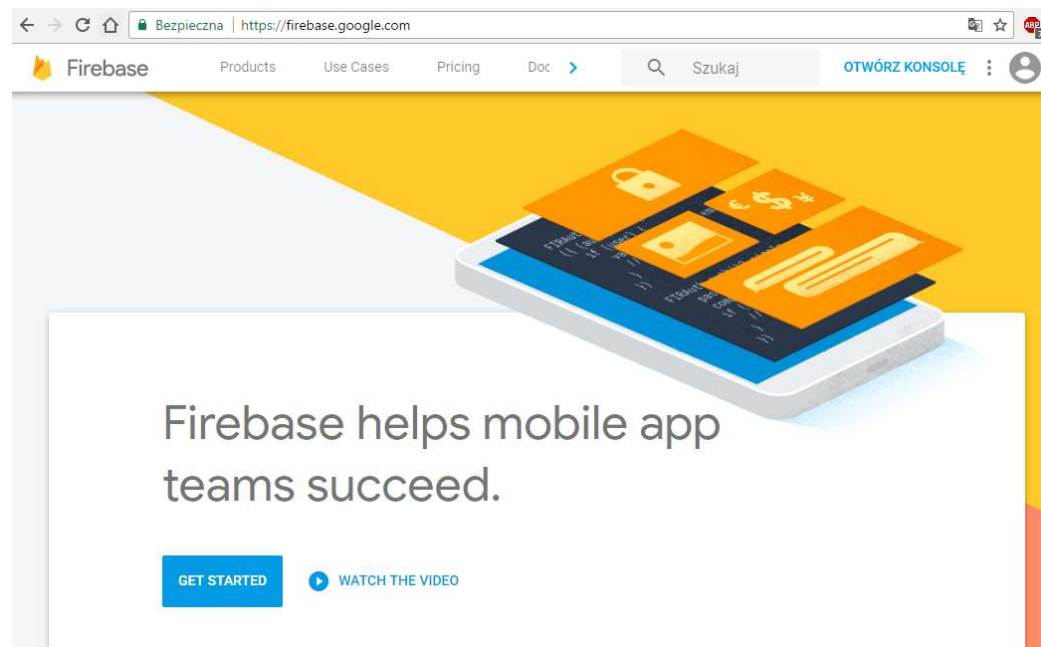 Bezpieczna https://firebase.google.com
Firebase Products Use Cases Pricing Doc Szukaj OTWÓRZ KONSOLĘ
€ $ ¥
Firebase helps mobile app
teams succeed.
GET STARTED WATCH THE VIDEO